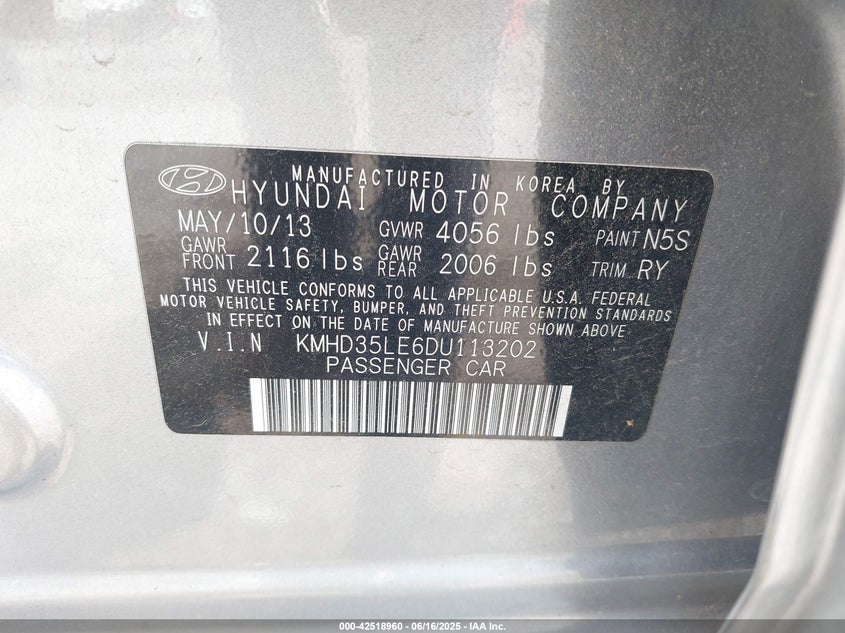 MANUFACTURED IN KOREA BY
HYUNDAI MOTOR COMPANY
MAY/10/13 GVWR 4056 lbs PAINT N5S
GAWR FRONT 2116 lbs GAWR REAR 2006 lbs TRIM RY
THIS VEHICLE CONFORMS TO ALL APPLICABLE U.S.A. FEDERAL
MOTOR VEHICLE SAFETY, BUMPER, AND THEFT PREVENTION STANDARDS
IN EFFECT ON THE DATE OF MANUFACTURE SHOWN ABOVE.
V.I.N KMHD35LE6DU113202
PASSENGER CAR
000-42518960 - 06/16/2025 - IAA Inc.